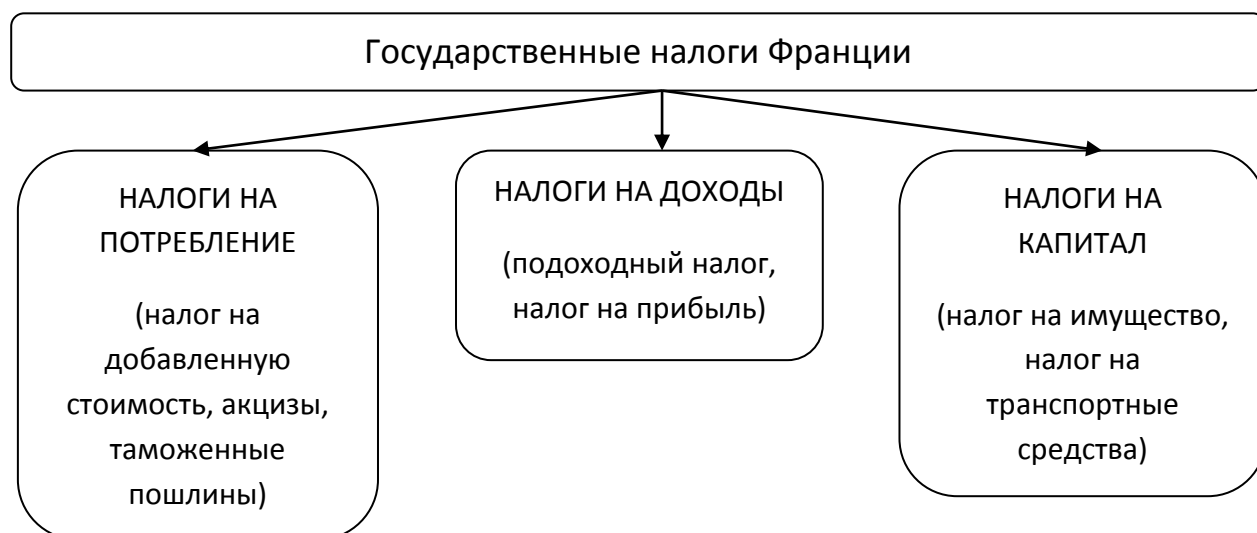 Государственные налоги Франции
НАЛОГИ НА
ПОТРЕБЛЕНИЕ
(налог на
добавленную
стоимость, акцизы,
таможенные
пошлины)
НАЛОГИ НА ДОХОДЫ
(подоходный налог,
налог на прибыль)
НАЛОГИ НА
КАПИТАЛ
(налог на имущество,
налог на
транспортные
средства)